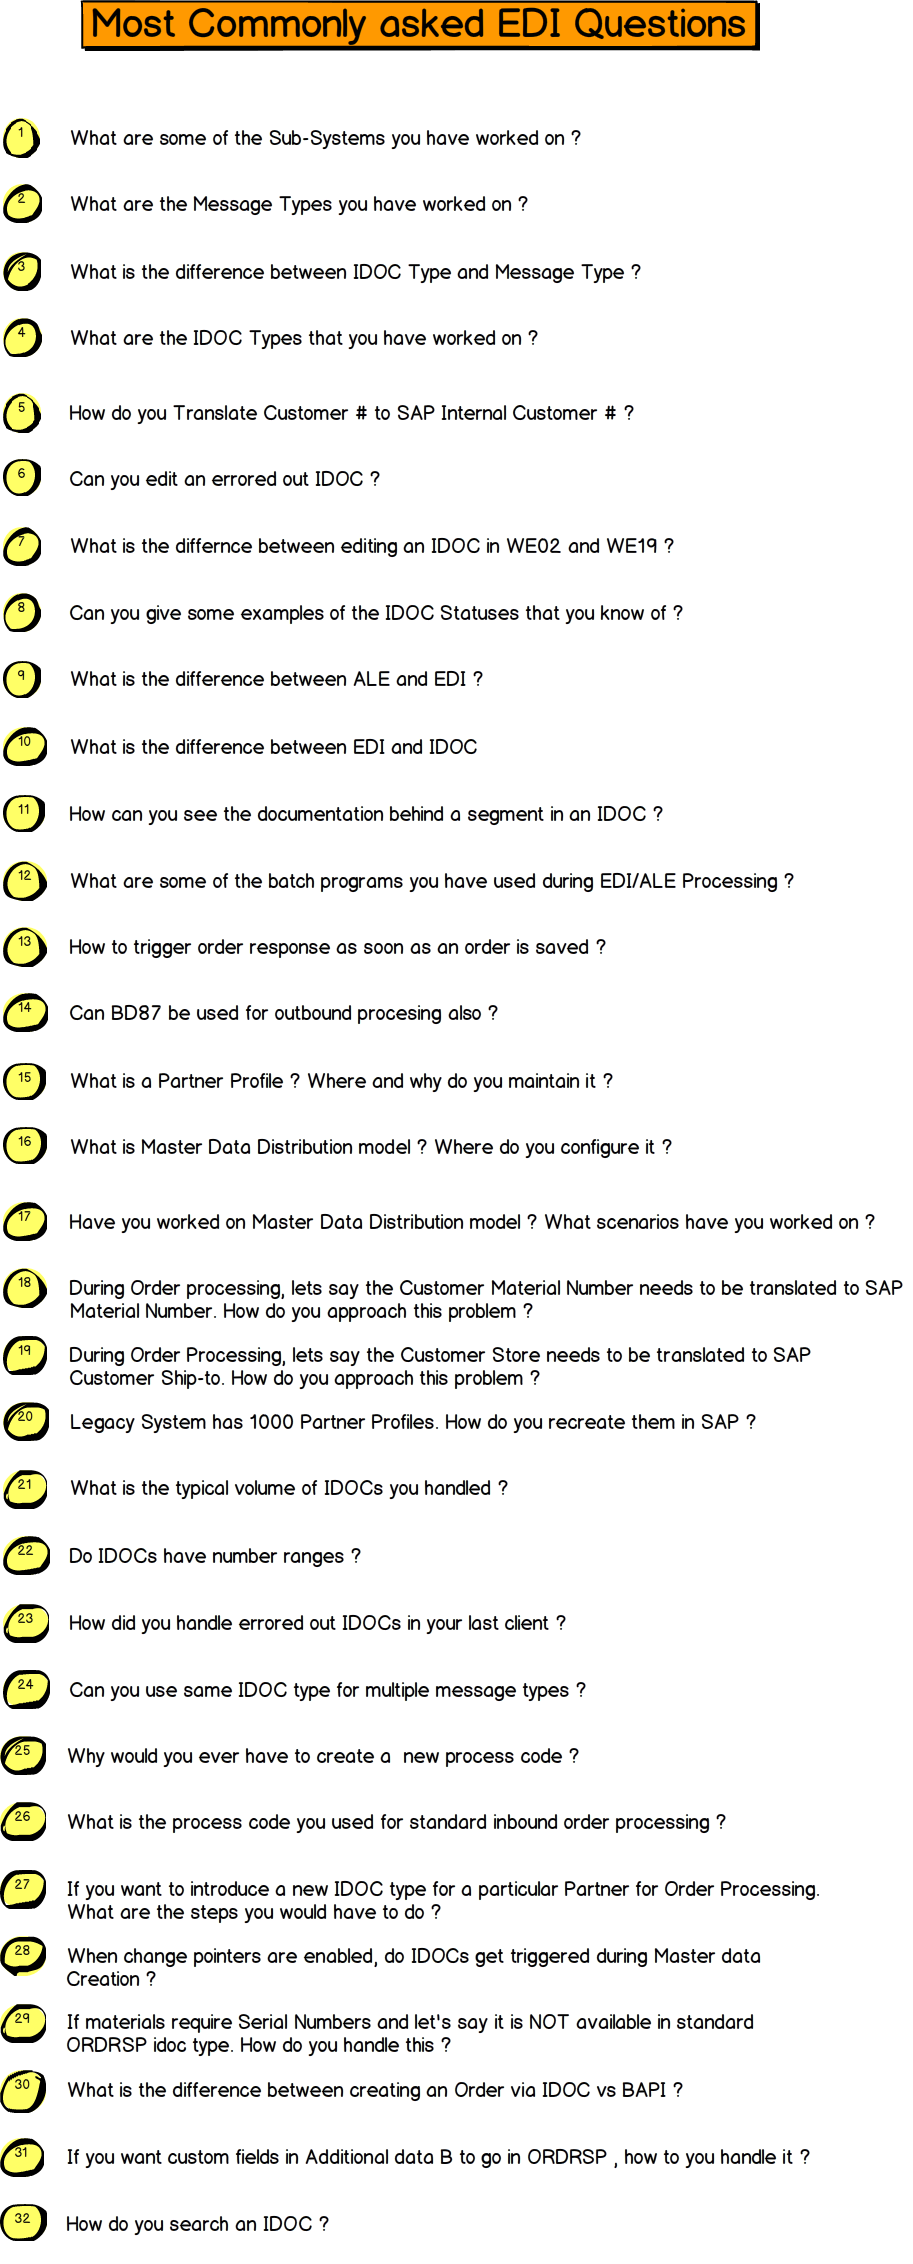 Most Commonly asked EDI Questions
1 What are some of the Sub-Systems you have worked on ?
2 What are the Message Types you have worked on ?
3 What is the difference between IDOC Type and Message Type ?
4 What are the IDOC Types that you have worked on ?
5 How do you Translate Customer # to SAP Internal Customer # ?
6 Can you edit an errored out IDOC ?
7 What is the differnce between editing an IDOC in WE02 and WE19 ?
8 Can you give some examples of the IDOC Statuses that you know of ?
9 What is the difference between ALE and EDI ?
10 What is the difference between EDI and IDOC
11 How can you see the documentation behind a segment in an IDOC ?
12 What are some of the batch programs you have used during EDI/ALE Processing ?
13 How to trigger order response as soon as an order is saved ?
14 Can BD87 be used for outbound procesing also ?
15 What is a Partner Profile ? Where and why do you maintain it ?
16 What is Master Data Distribution model ? Where do you configure it ?
17 Have you worked on Master Data Distribution model ? What scenarios have you worked on ?
18 During Order processing, lets say the Customer Material Number needs to be translated to SAP
Material Number. How do you approach this problem ?
19 During Order Processing, lets say the Customer Store needs to be translated to SAP
Customer Ship-to. How do you approach this problem ?
20 Legacy System has 1000 Partner Profiles. How do you recreate them in SAP ?
21 What is the typical volume of IDOCs you handled ?
22 Do IDOCs have number ranges ?
23 How did you handle errored out IDOCs in your last client ?
24 Can you use same IDOC type for multiple message types ?
25 Why would you ever have to create a  new process code ?
26 What is the process code you used for standard inbound order processing ?
27 If you want to introduce a new IDOC type for a particular Partner for Order Processing.
What are the steps you would have to do ?
28 When change pointers are enabled, do IDOCs get triggered during Master data
Creation ?
29 If materials require Serial Numbers and let's say it is NOT available in standard
ORDRSP idoc type. How do you handle this ?
30 What is the difference between creating an Order via IDOC vs BAPI ?
31 If you want custom fields in Additional data B to go in ORDRSP , how to you handle it ?
32 How do you search an IDOC ?